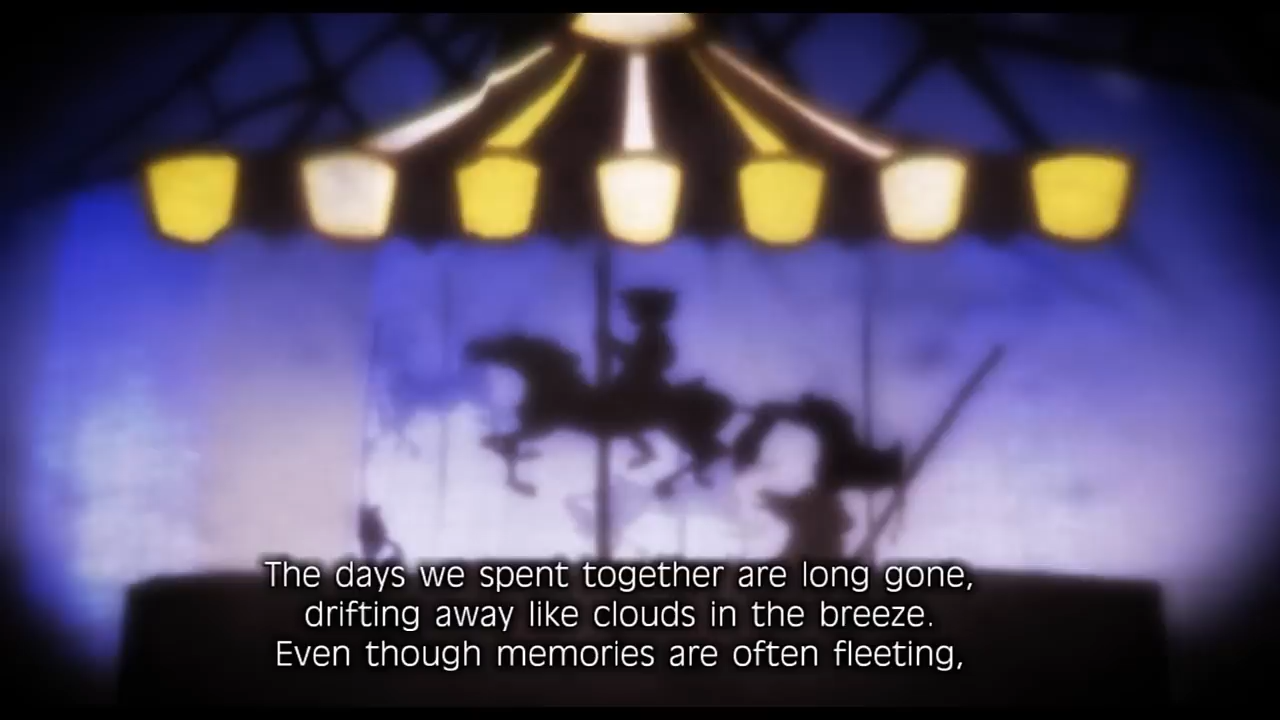 The days we spent together are long gone,
drifting away like clouds in the breeze.
Even though memories are often fleeting,